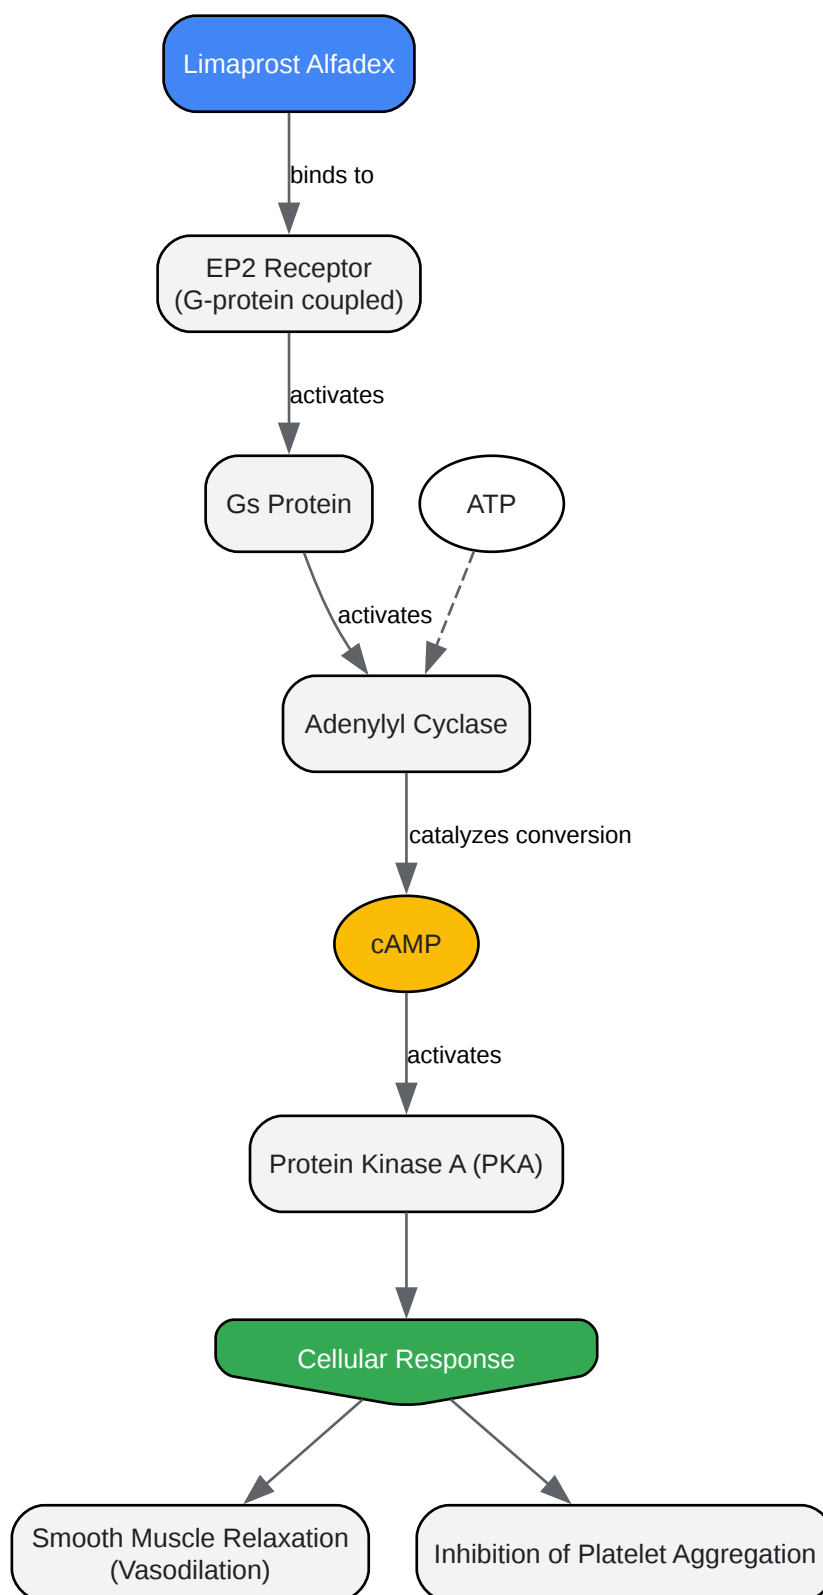 Limaprost Alfadex
binds to
EP2 Receptor
(G-protein coupled)
activates
Gs Protein
ATP
activates
Adenylyl Cyclase
catalyzes conversion
cAMP
activates
Protein Kinase A (PKA)
Cellular Response
Smooth Muscle Relaxation
(Vasodilation)
Inhibition of Platelet Aggregation